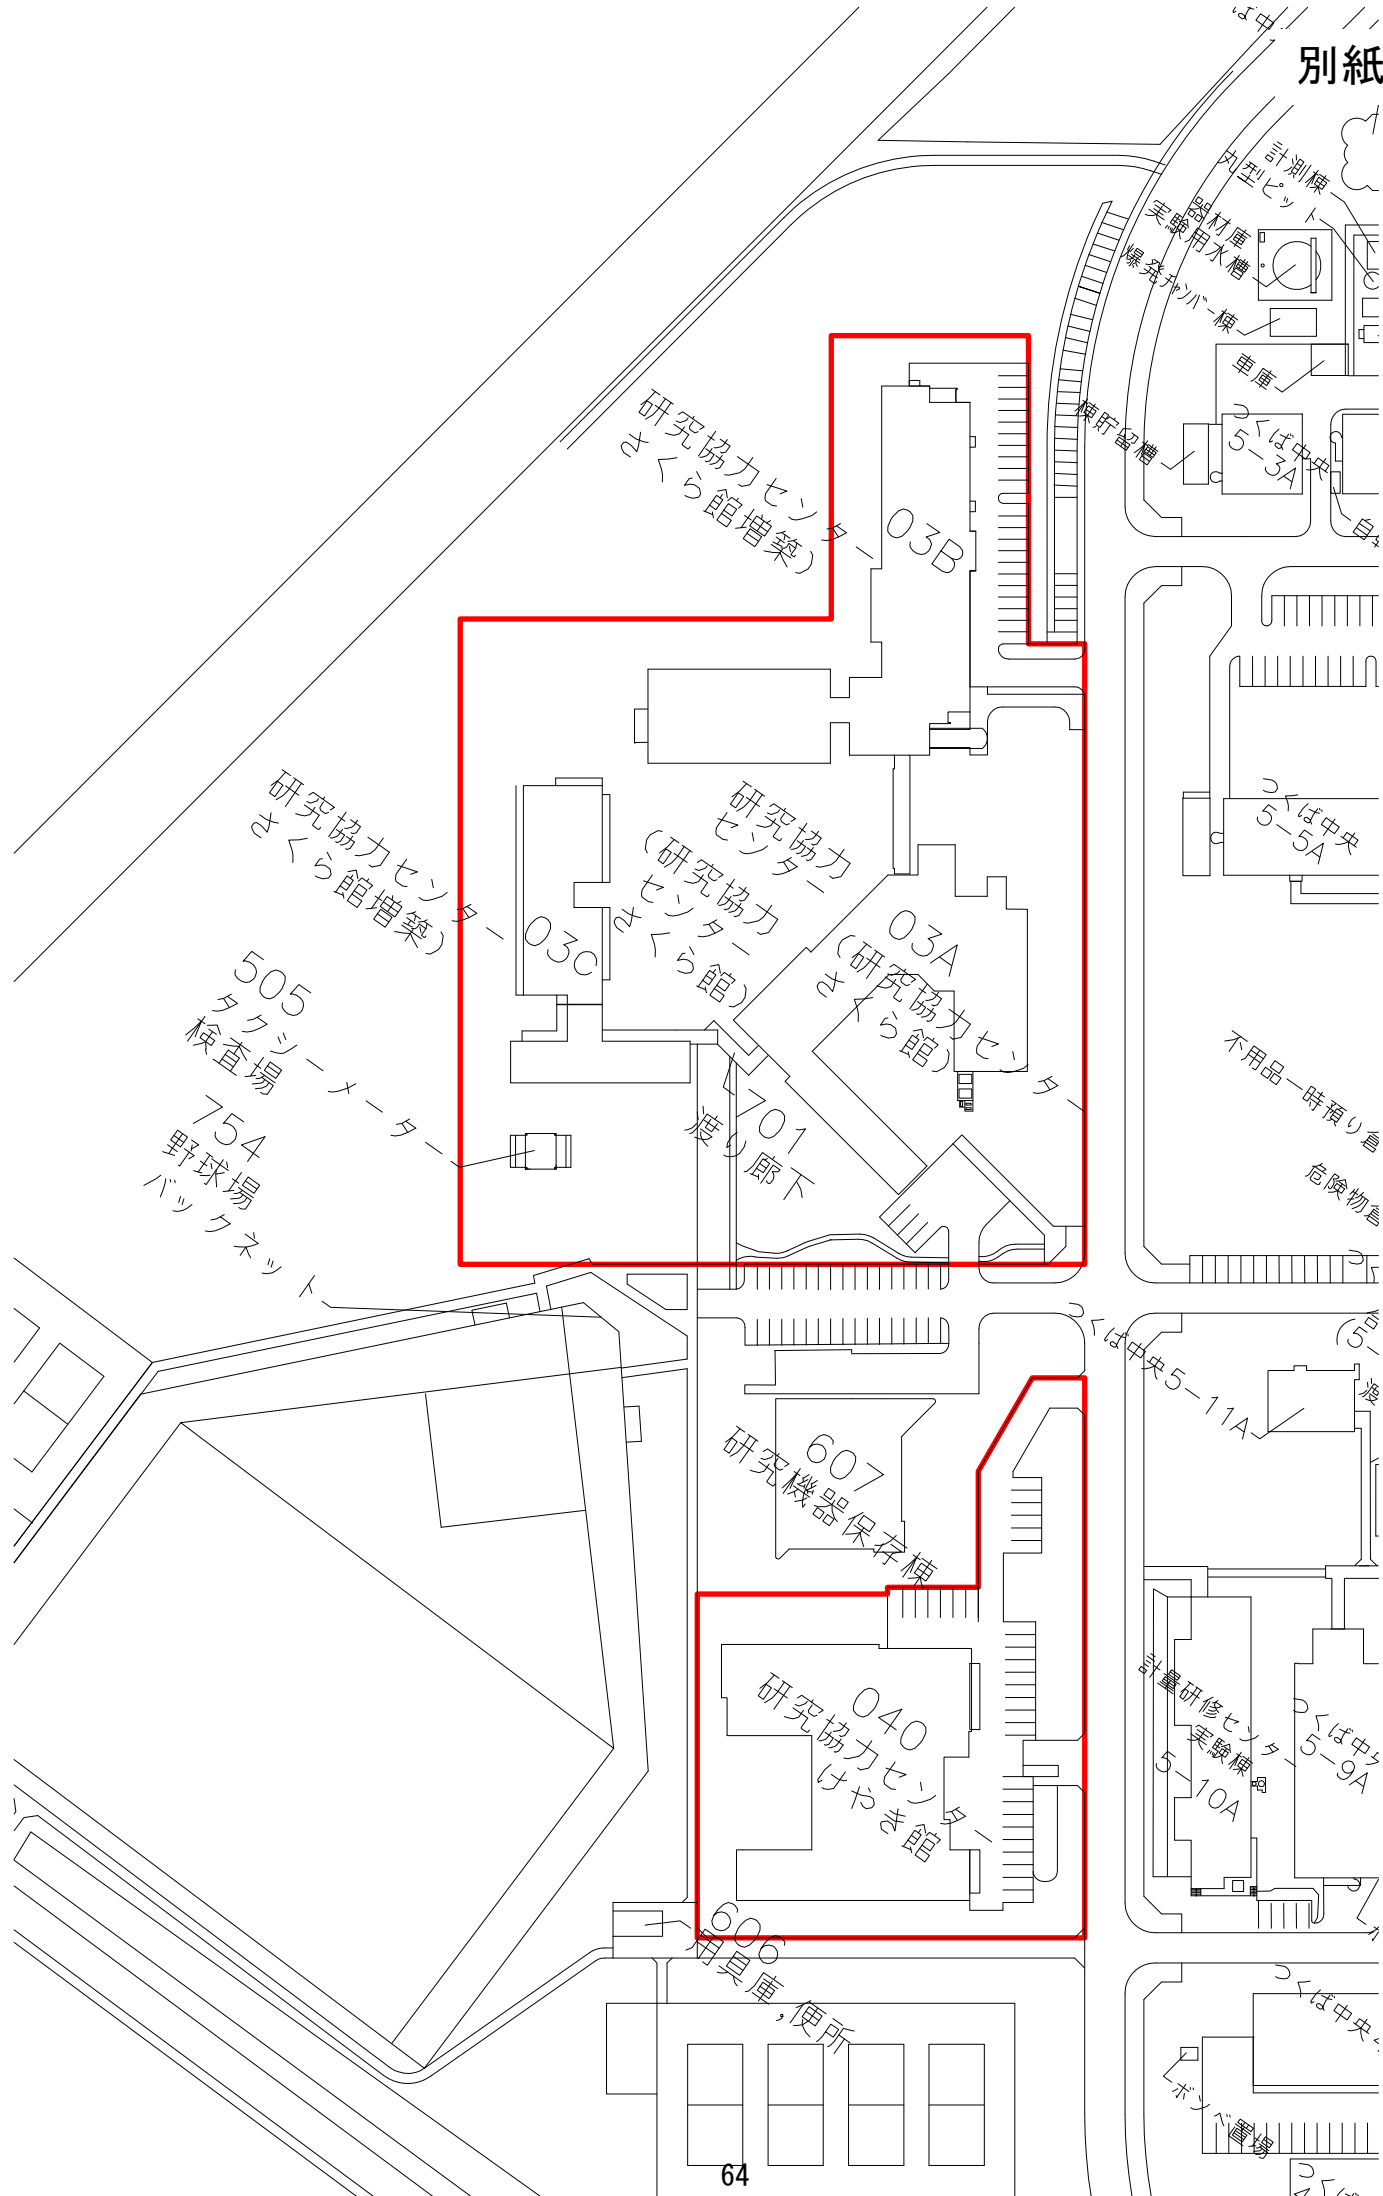 別紙
計測棟
丸型ピット
器材庫
実験用水槽
爆発チャンバー棟
車庫
棟貯留槽
つくば中央
5-3A
研究協力センター
さくら館増築)
03B
つくば中央
5-5A
研究協力センター
さくら館増築)
03C
研究協力
センター
(研究協力
センター
さくら館)
03A
(研究協力センター
さくら館)
505
タクシーメーター
検査場
754
野球場
バックネット
701
渡り廊下
不用品一時預り倉
危険物倉
つくば中央5-11A
607
研究機器保存棟
040
研究協力センター
けやき館
計量研修センター
実験棟
5-10A
つくば中央
5-9A
606
用具庫,便所
つくば中央
ボンベ置場
64